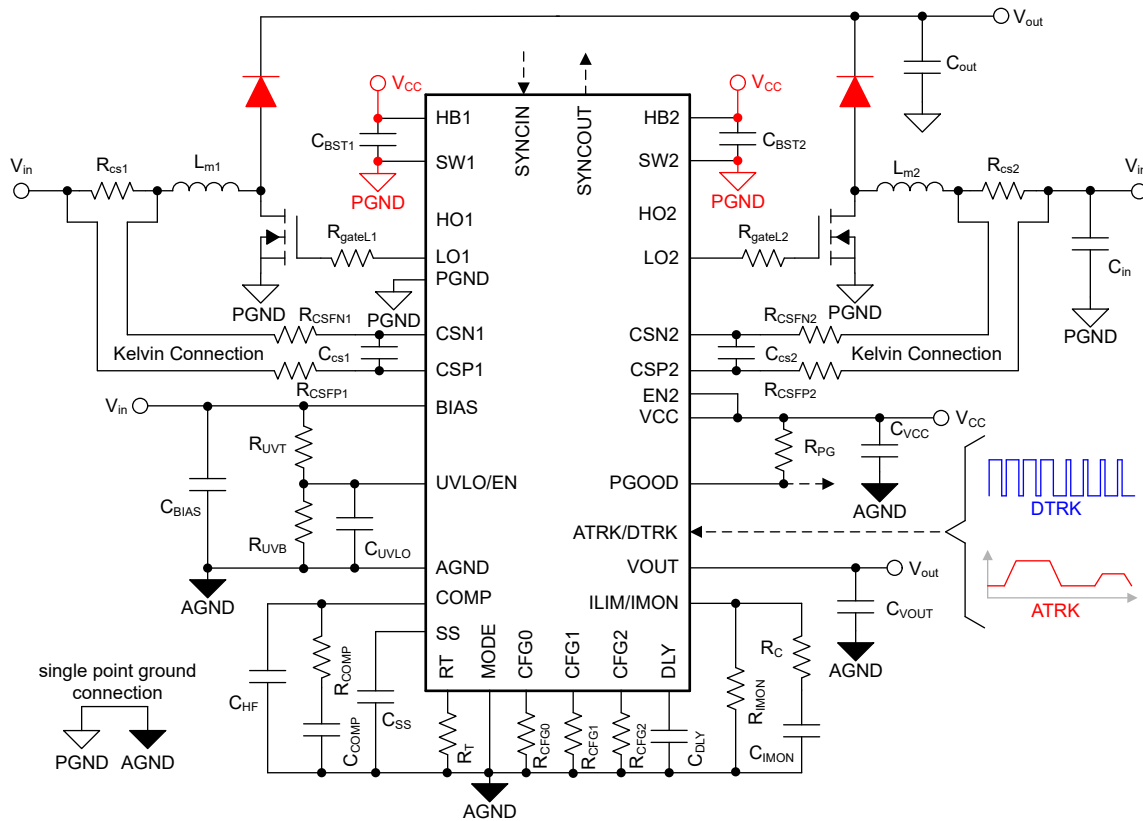 Vout
Cout
VCC
VCC
HB1
SYNCIN
SYNCOUT
HB2
CBST1
CBST2
SW1
SW2
PGND
PGND
Vin
Rcs1
Lm1
Lm2
Rcs2
Vin
HO1
HO2
RgateL1
RgateL2
LO1
LO2
PGND
Cin
PGND
PGND
PGND
PGND
RCSFN1
CSN1
CSN2
RCSFN2
Kelvin Connection
Ccs1
Ccs2
Kelvin Connection
CSP1
CSP2
RCSFP1
RCSFP2
EN2
Vin
BIAS
VCC
CVCC
VCC
RUVT
RPG
CBIAS
UVLO/EN
PGOOD
AGND
DTRK
RUVB
CUVLO
ATRK/DTRK
AGND
AGND
VOUT
Vout
COMP
ILIM/IMON
CVOUT
ATRK
SS
RT
MODE
CFG0
CFG1
CFG2
DLY
RC
AGND
single point ground
connection
CHF
RCOMP
CSS
RIMON
CCOMP
RT
RCFG0
RCFG1
RCFG2
CDLY
CIMON
PGND
AGND
AGND